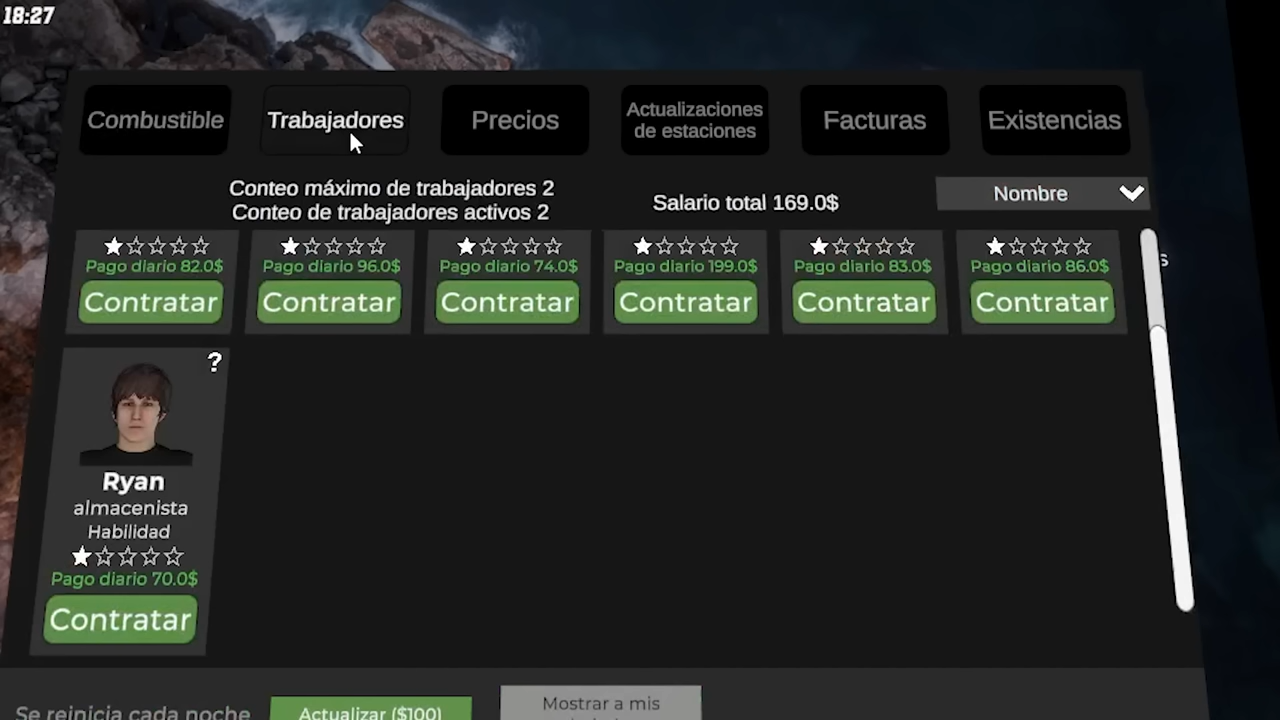 18:27
Combustible
Trabajadores
Precios
Actualizaciones
de estaciones
Facturas
Existencias
Conteo máximo de trabajadores 2
Conteo de trabajadores activos 2
Salario total 169.0$
Nombre
Pago diario 82.0$
Pago diario 96.0$
Pago diario 74.0$
Pago diario 199.0$
Pago diario 83.0$
Pago diario 86.0$
Contratar
Contratar
Contratar
Contratar
Contratar
Contratar
s
?
Ryan
almacenista
Habilidad
Pago diario 70.0$
Contratar
Se reinicia cada noche
Actualizar ($100)
Mostrar a mis